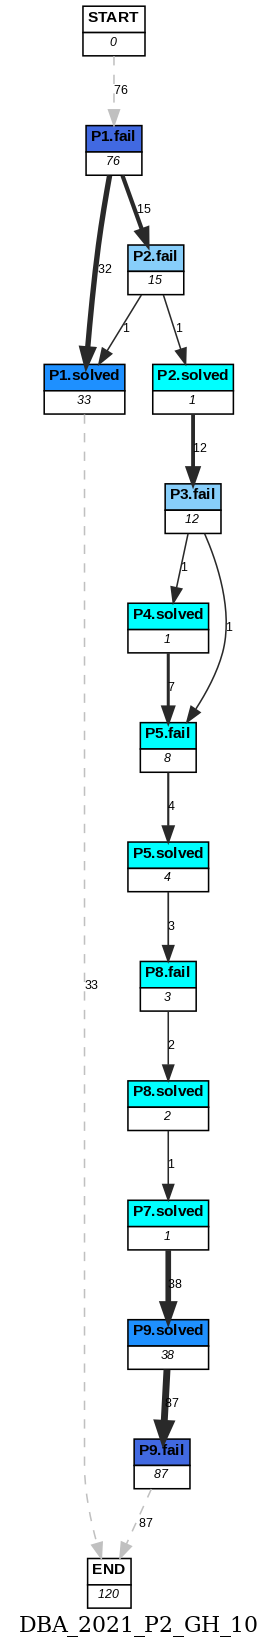 START
0
76
P1.fail
76
15
P2.fail
15
32
1
1
P1.solved
33
P2.solved
1
12
P3.fail
12
1
P4.solved
1
1
7
P5.fail
8
4
P5.solved
4
3
P8.fail
3
33
2
P8.solved
2
1
P7.solved
1
38
P9.solved
38
87
P9.fail
87
87
END
120
DBA_2021_P2_GH_10